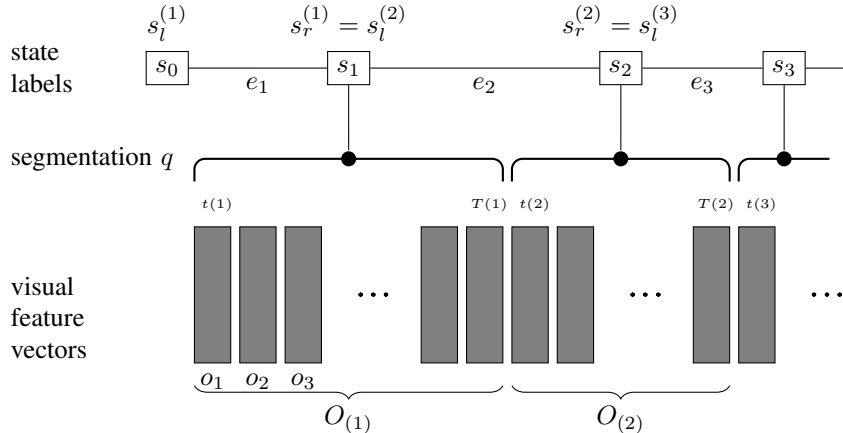 s_l^{(1)} s_r^{(1)} = s_l^{(2)} s_r^{(2)} = s_l^{(3)}
state
labels
s_0 s_1 s_2 s_3
e_1 e_2 e_3
segmentation q
t(1) T(1) t(2) T(2) t(3)
visual
feature
vectors
... ... ...
o_1 o_2 o_3
O_{(1)} O_{(2)}